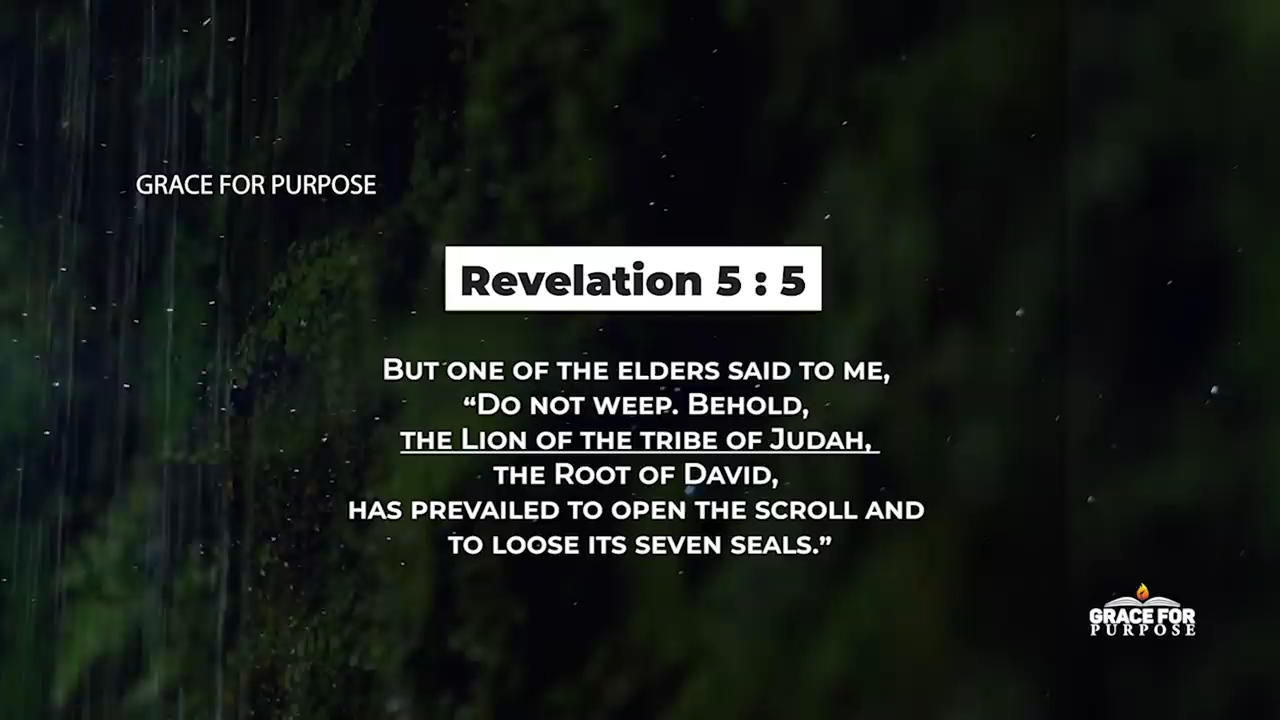 GRACE FOR PURPOSE
Revelation 5 : 5
But one of the elders said to me,
“Do not weep. Behold,
the Lion of the tribe of Judah,
the Root of David,
has prevailed to open the scroll and
to loose its seven seals.”
GRACE FOR
PURPOSE